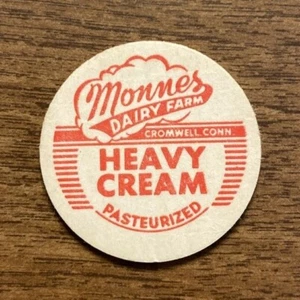 Monnes
DAIRY FARM
CROMWELL CONN.
HEAVY
CREAM
PASTEURIZED